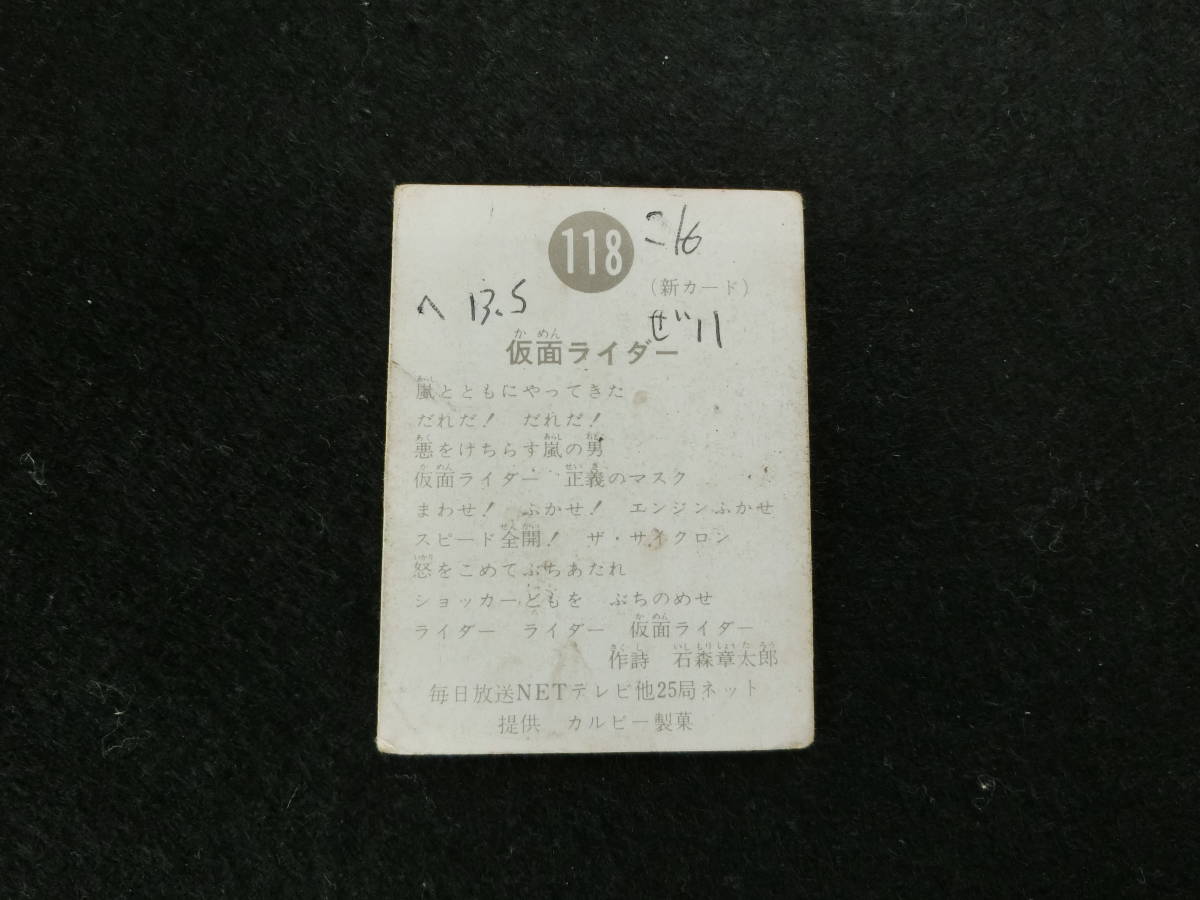 118
こ16
(新カード)
へ 13.5
ぜ11
仮面ライダー
嵐とともにやってきた
だれだ! だれだ!
悪をけちらす嵐の男
仮面ライダー 正義のマスク
まわせ! ふかせ! エンジンふかせ
スピード全開! ザ・サイクロン
怒をこめてぶちあたれ
ショッカーどもを ぶちのめせ
ライダー ライダー 仮面ライダー
作詩 石森章太郎
毎日放送NETテレビ他25局ネット
提供 カルビー製菓